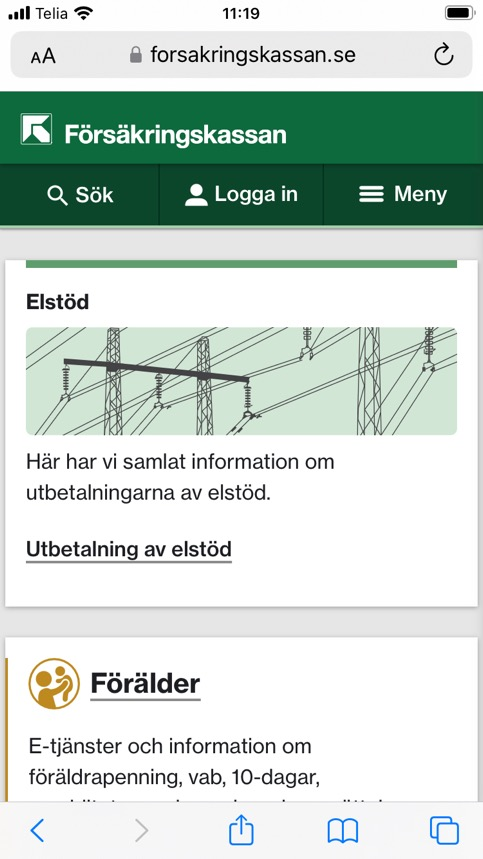 Telia 11:19
AA forsakringskassan.se
Försäkringskassan
Sök Logga in Meny
Elstöd
Här har vi samlat information om
utbetalningarna av elstöd.
Utbetalning av elstöd
Förälder
E-tjänster och information om
föräldrapenning, vab, 10-dagar,